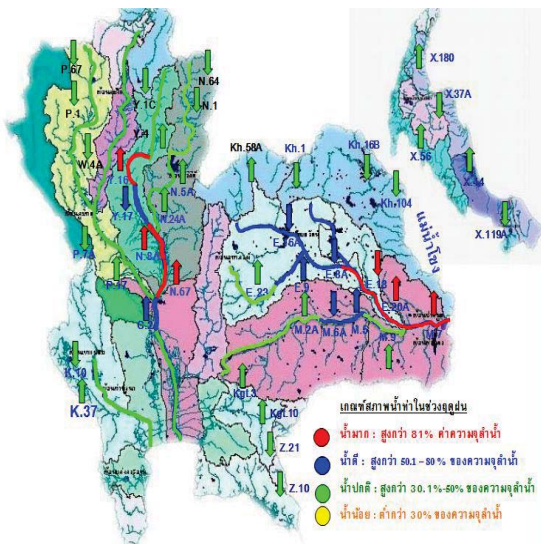 P.67
N.64
Y.1C
N.1
P.1
Y.4
W.4A
Y.16
N.5A
Y.17
W.24A
N.67
C.2
Kh.58A
Kh.1
Kh.16B
Kh.104
แม่น้ำโขง
E.16A
E.9
E.8A
E.18
E.23
E.20A
M.2A
M.6A
M.5
M.9
M.7
K.10
K.37
Kgt.3
Kgt.10
Z.21
Z.10
X.180
X.37A
X.56
X.44
X.119A
เกณฑ์สภาพน้ำท่าในช่วงฤดูฝน
น้ำมาก : สูงกว่า 81% ค่าความจุลำน้ำ
น้ำดี : สูงกว่า 50.1 - 80% ของความจุลำน้ำ
น้ำปกติ : สูงกว่า 30.1%-50% ของความจุลำน้ำ
น้ำน้อย : ต่ำกว่า 30% ของความจุลำน้ำ